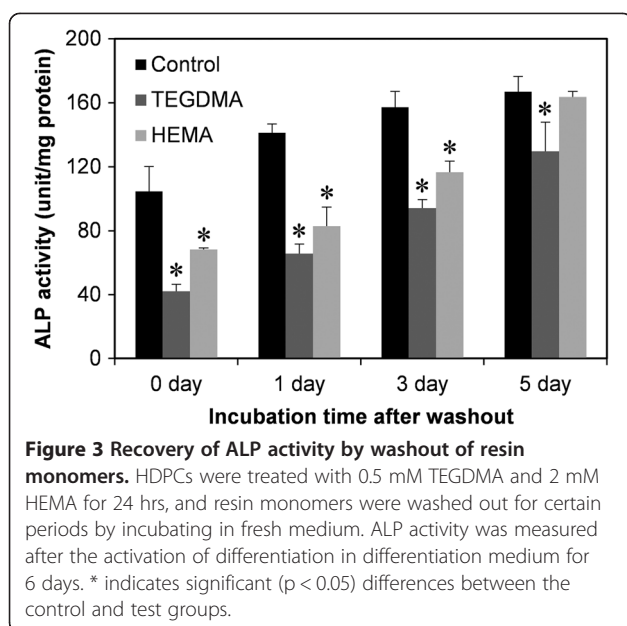 200
160
120
80
40
0
ALP activity (unit/mg protein)
Control
TEGDMA
HEMA
* * * * * * *
0 day 1 day 3 day 5 day
Incubation time after washout
Figure 3 Recovery of ALP activity by washout of resin
monomers. HDPCs were treated with 0.5 mM TEGDMA and 2 mM
HEMA for 24 hrs, and resin monomers were washed out for certain
periods by incubating in fresh medium. ALP activity was measured
after the activation of differentiation in differentiation medium for
6 days. * indicates significant (p < 0.05) differences between the
control and test groups.